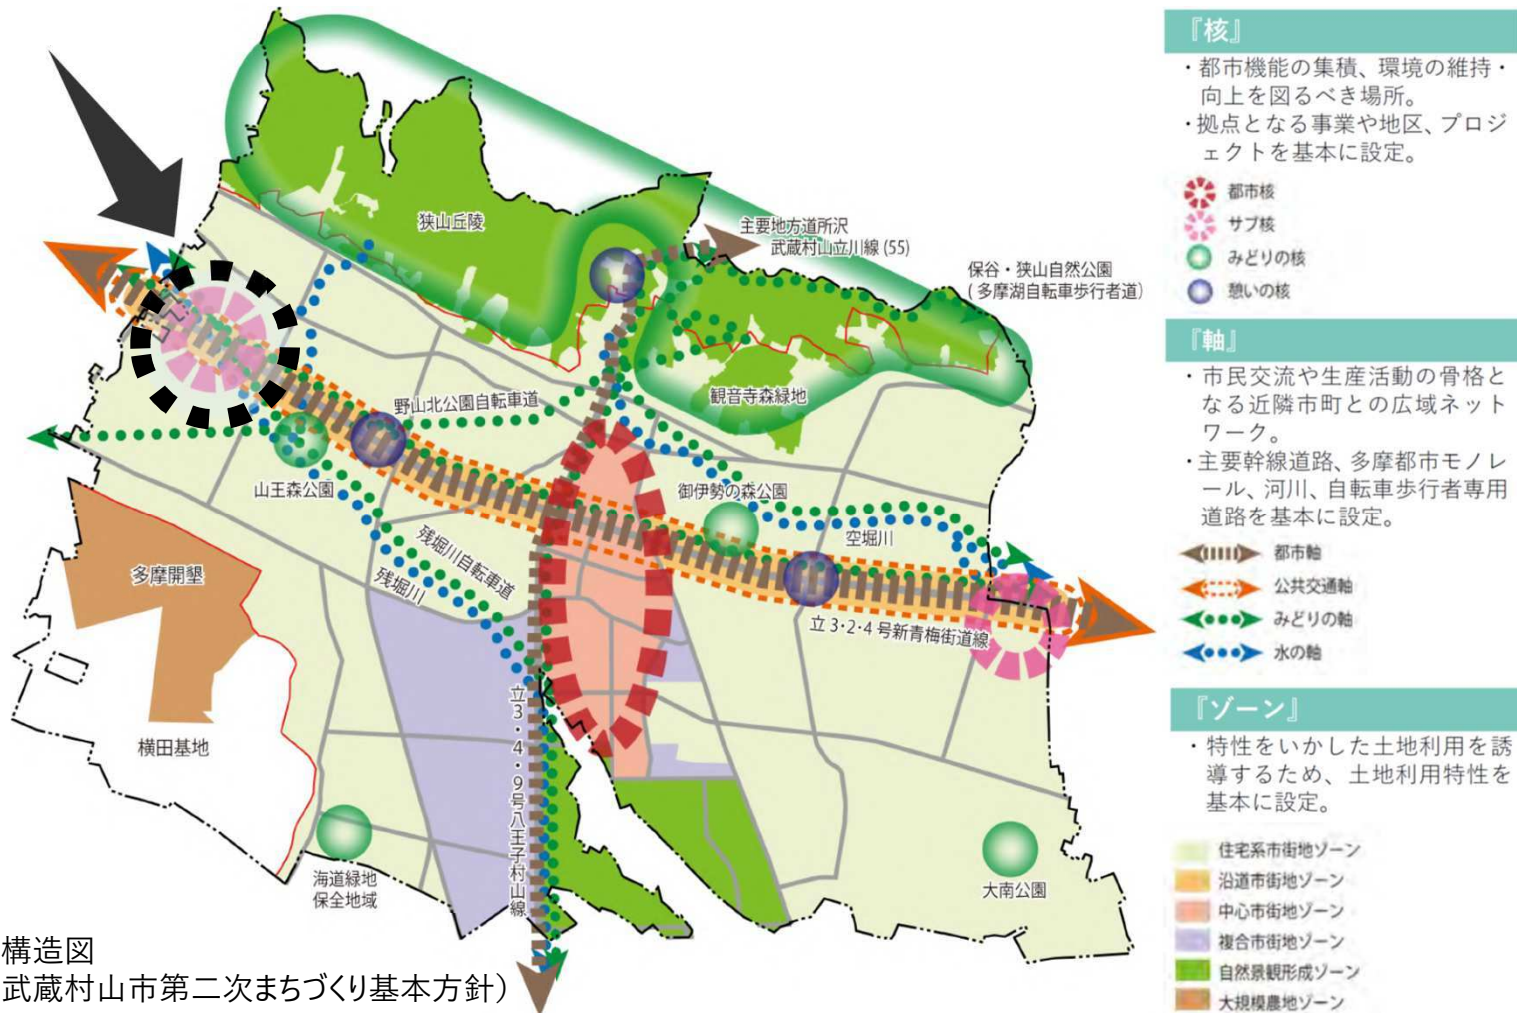 狭山丘陵
主要地方道所沢
武蔵村山立川線 (55)
保谷・狭山自然公園
( 多摩湖自転車歩行者道)
観音寺森緑地
野山北公園自転車道
山王森公園
御伊勢の森公園
空堀川
残堀川自転車道
残堀川
多摩開墾
立 3・2・4 号新青梅街道線
横田基地
立3・4・9号八王子村山線
海道緑地
保全地域
大南公園
構造図
武蔵村山市第二次まちづくり基本方針）
『核』
・都市機能の集積、環境の維持・
向上を図るべき場所。
・拠点となる事業や地区、プロジ
ェクトを基本に設定。
都市核
サブ核
みどりの核
憩いの核
『軸』
・市民交流や生産活動の骨格と
なる近隣市町との広域ネット
ワーク。
・主要幹線道路、多摩都市モノレ
ール、河川、自転車歩行者専用
道路を基本に設定。
都市軸
公共交通軸
みどりの軸
水の軸
『ゾーン』
・特性をいかした土地利用を誘
導するため、土地利用特性を
基本に設定。
住宅系市街地ゾーン
沿道市街地ゾーン
中心市街地ゾーン
複合市街地ゾーン
自然景観形成ゾーン
大規模農地ゾーン